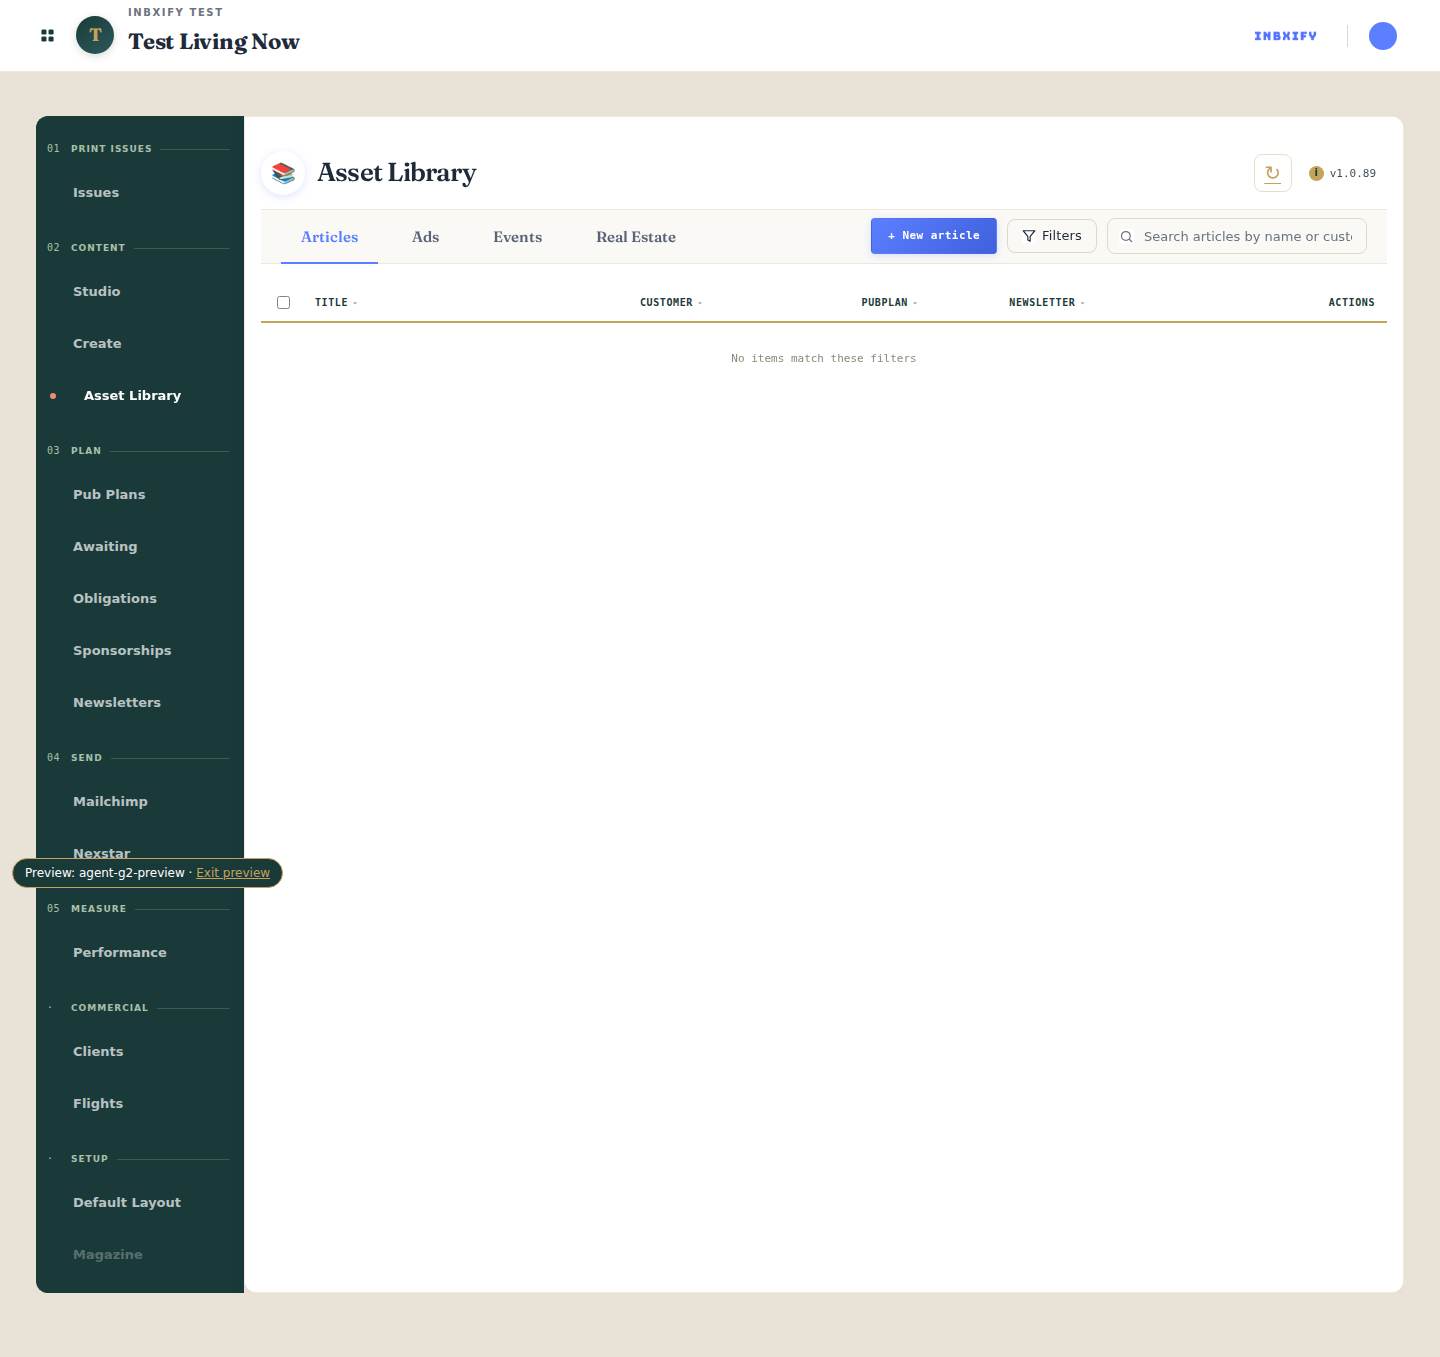 INBXIFY TEST
T
Test Living Now
INBXIFY
01 PRINT ISSUES
Issues
02 CONTENT
Studio
Create
Asset Library
03 PLAN
Pub Plans
Awaiting
Obligations
Sponsorships
Newsletters
04 SEND
Mailchimp
Nexstar
Preview: agent-g2-preview · Exit preview
05 MEASURE
Performance
· COMMERCIAL
Clients
Flights
· SETUP
Default Layout
Magazine
Asset Library
↻
i v1.0.89
Articles Ads Events Real Estate
+ New article
Filters
Search articles by name or custo
TITLE - CUSTOMER - PUBPLAN - NEWSLETTER - ACTIONS
No items match these filters